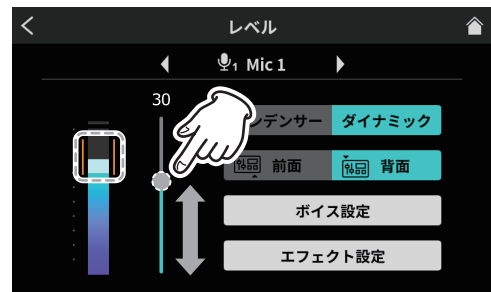 レベル
1 Mic 1
30
ンデンサー ダイナミック
前面 背面
ボイス設定
エフェクト設定